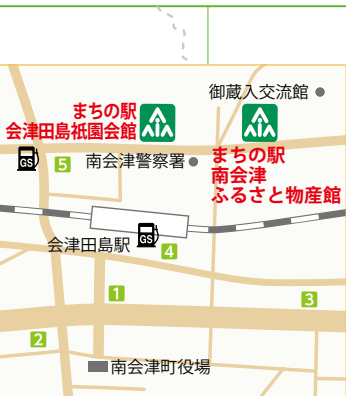 御蔵入交流館
まちの駅
会津田島祇園会館
GS
5
南会津警察署
まちの駅
南会津
ふるさと物産館
会津田島駅
GS
4
1
3
2
南会津町役場